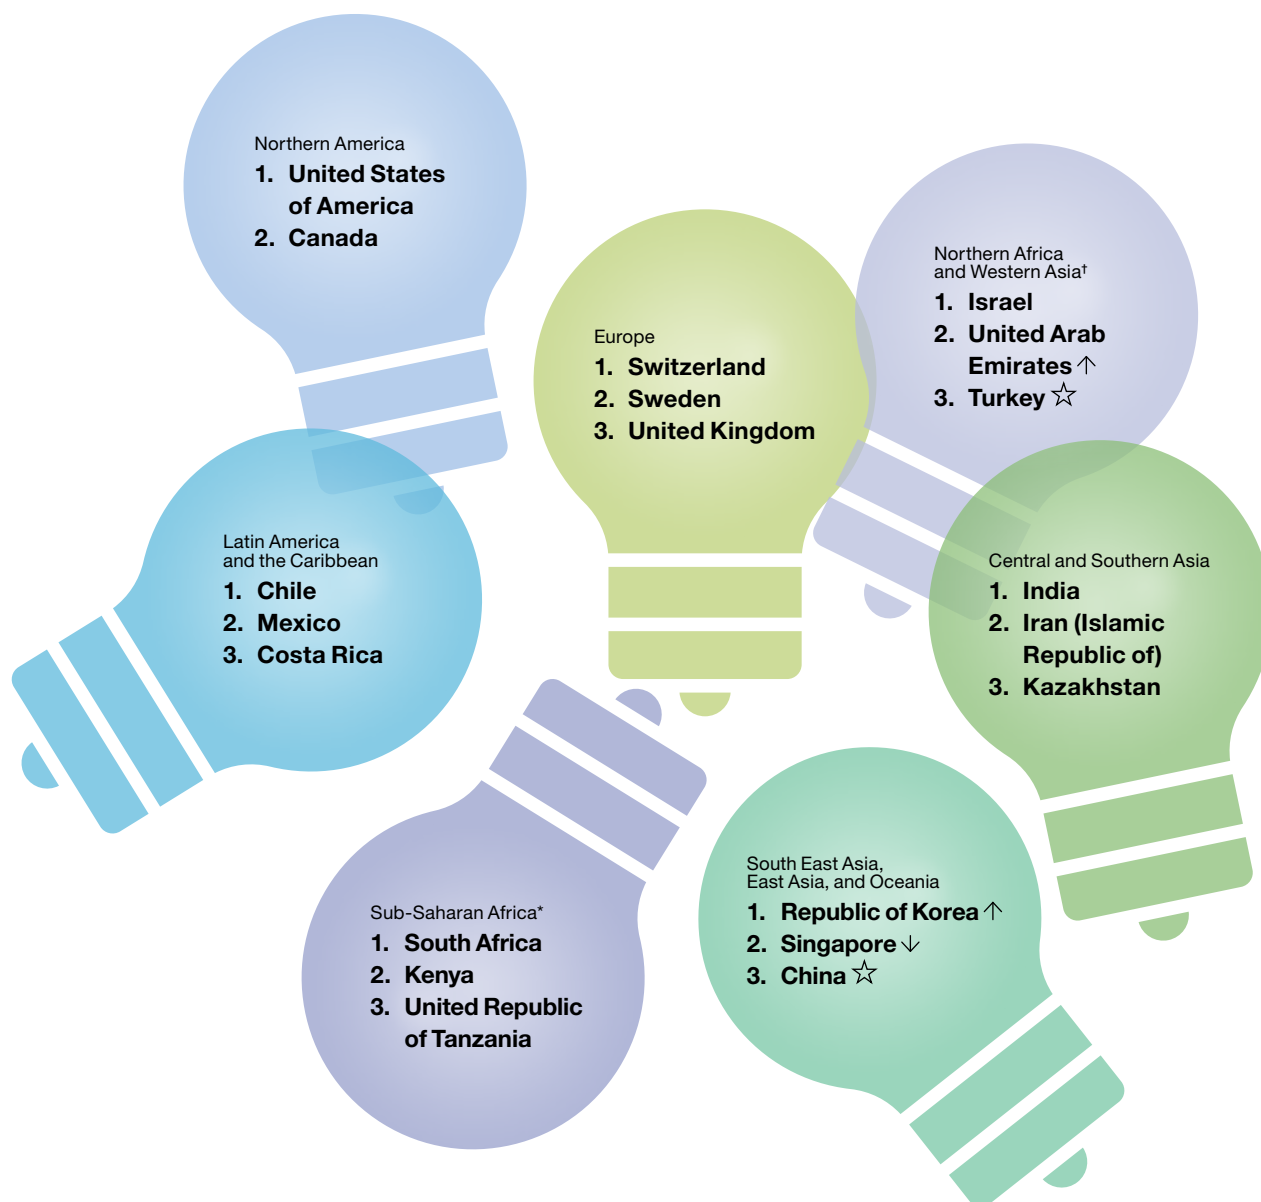 Northern America
1. United States
of America
2. Canada
Europe
1. Switzerland
2. Sweden
3. United Kingdom
Northern Africa
and Western Asia†
1. Israel
2. United Arab
Emirates ↑
3. Turkey ☆
Latin America
and the Caribbean
1. Chile
2. Mexico
3. Costa Rica
Central and Southern Asia
1. India
2. Iran (Islamic
Republic of)
3. Kazakhstan
Sub-Saharan Africa*
1. South Africa
2. Kenya
3. United Republic
of Tanzania
South East Asia,
East Asia, and Oceania
1. Republic of Korea ↑
2. Singapore ↓
3. China ☆